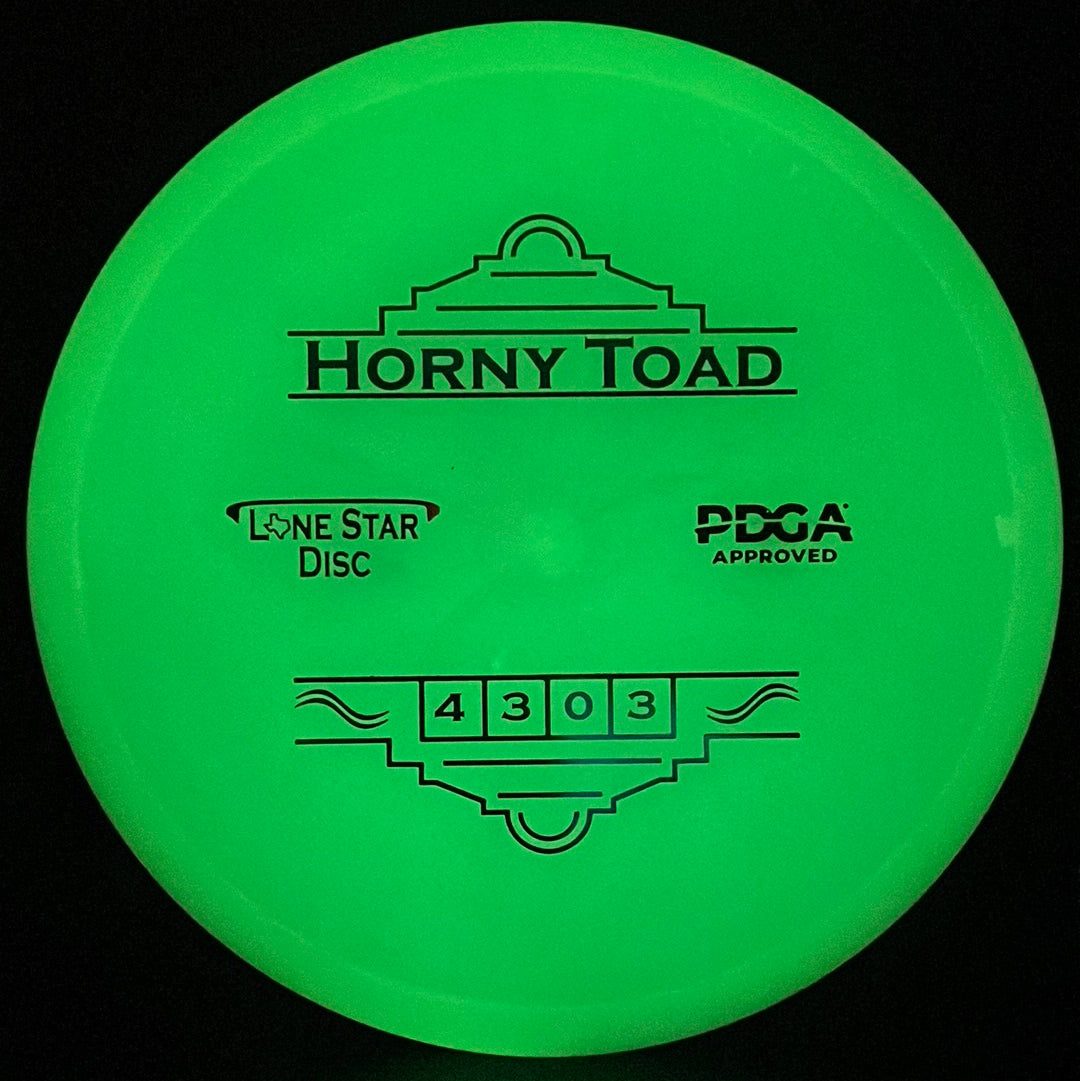 HORNY TOAD
LONE STAR
DISC
PDGA®
APPROVED
4 3 0 3